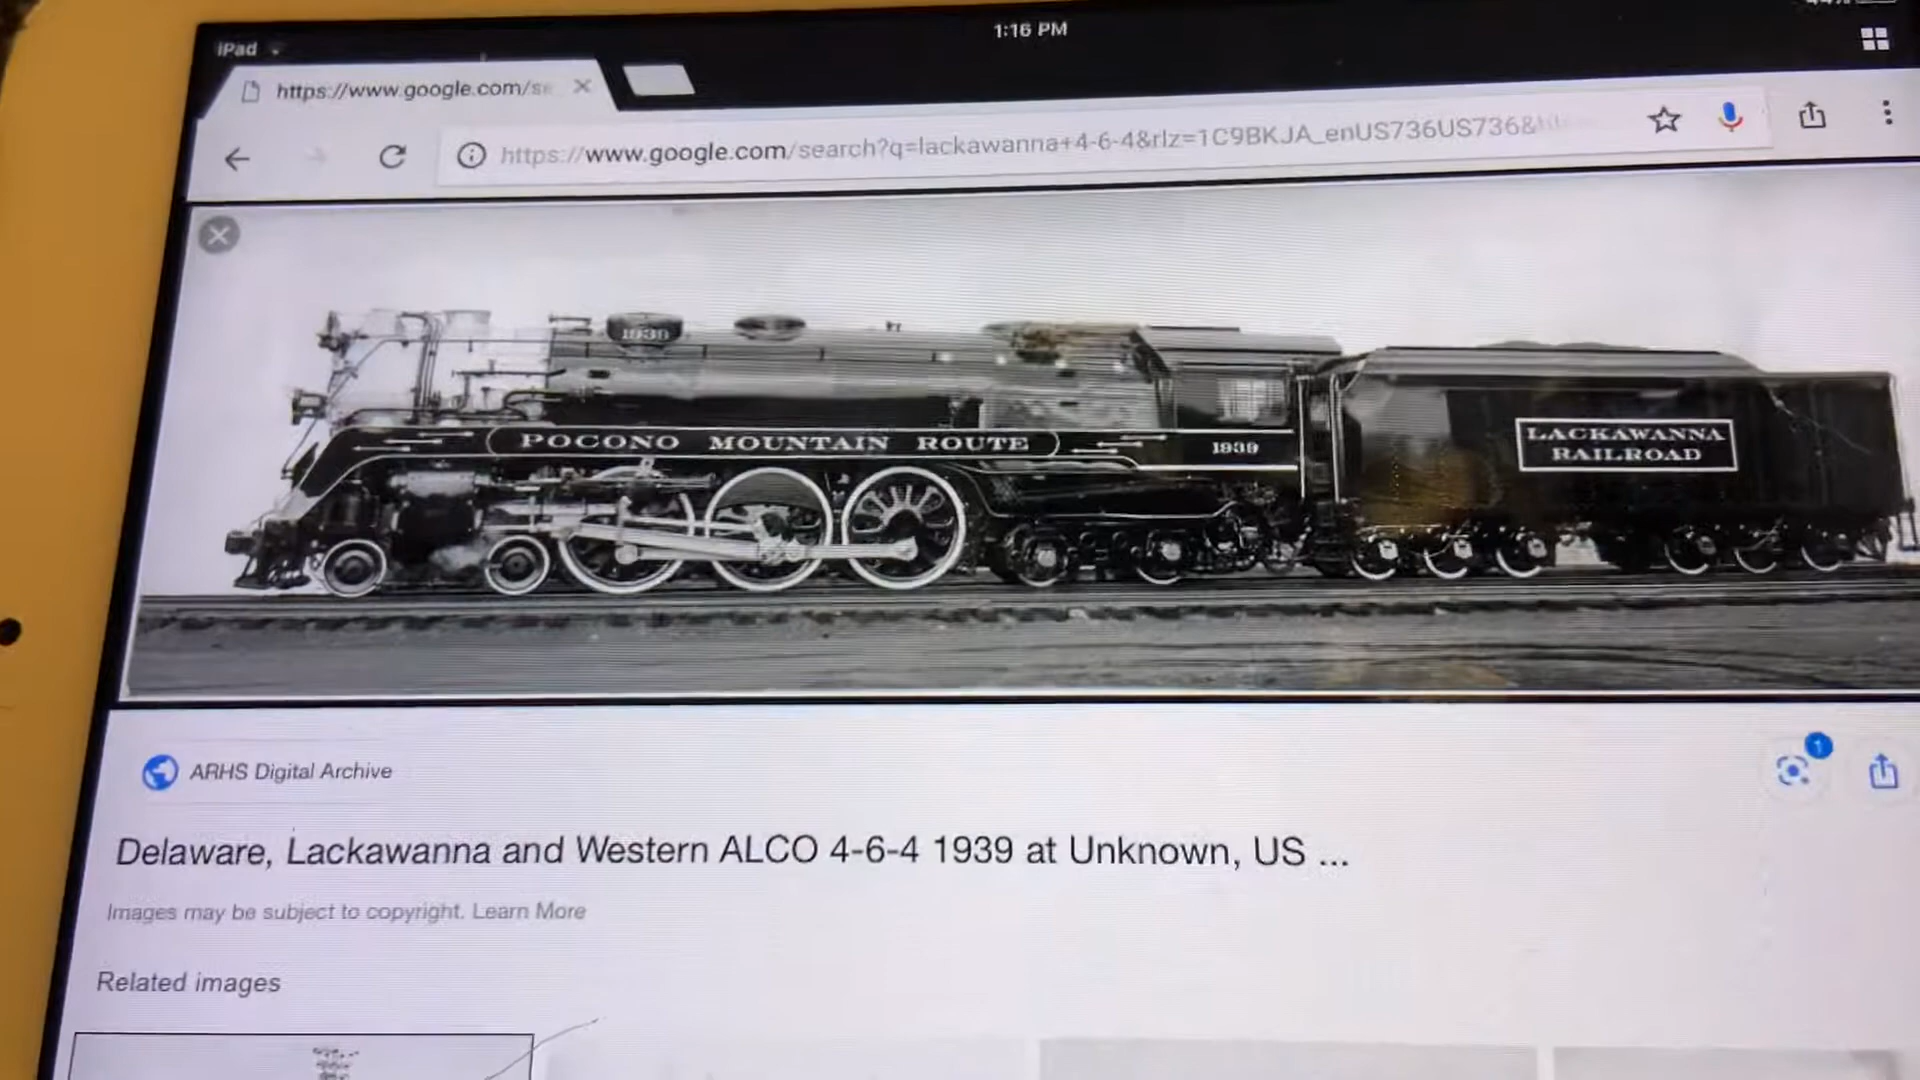 iPad
1:16 PM
https://www.google.com/se
https://www.google.com/search?q=lackawanna+4-6-4&rlz=1C9BKJA_enUS736US736&
1939
POCONO MOUNTAIN ROUTE
1939
LACKAWANNA
RAILROAD
ARHS Digital Archive
1
Delaware, Lackawanna and Western ALCO 4-6-4 1939 at Unknown, US ...
Images may be subject to copyright. Learn More
Related images